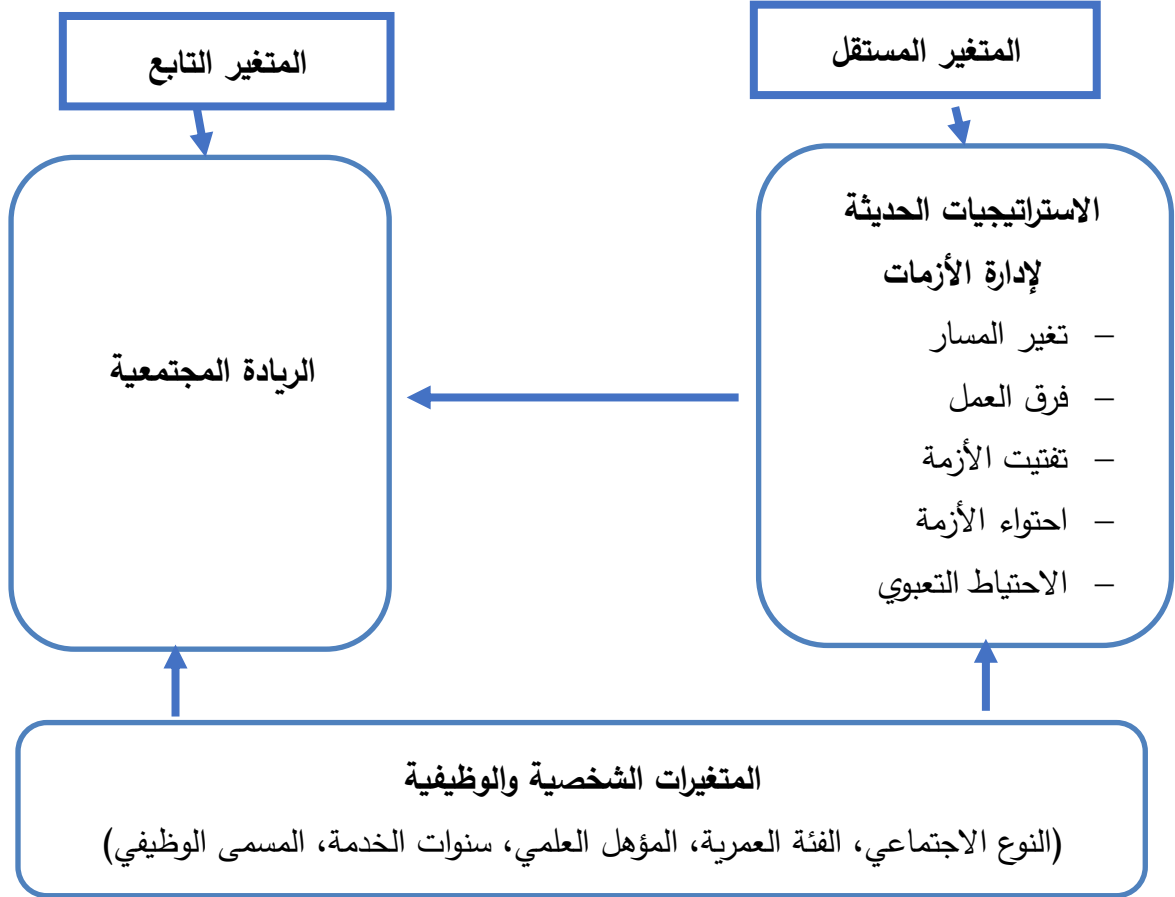 المتغير المستقل
المتغير التابع
الاستراتيجيات الحديثة
لإدارة الأزمات
– تغير المسار
– فرق العمل
– تفتيت الأزمة
– احتواء الأزمة
– الاحتياط التعبوي
الريادة المجتمعية
المتغيرات الشخصية والوظيفية
(النوع الاجتماعي، الفئة العمرية، المؤهل العلمي، سنوات الخدمة، المسمى الوظيفي)